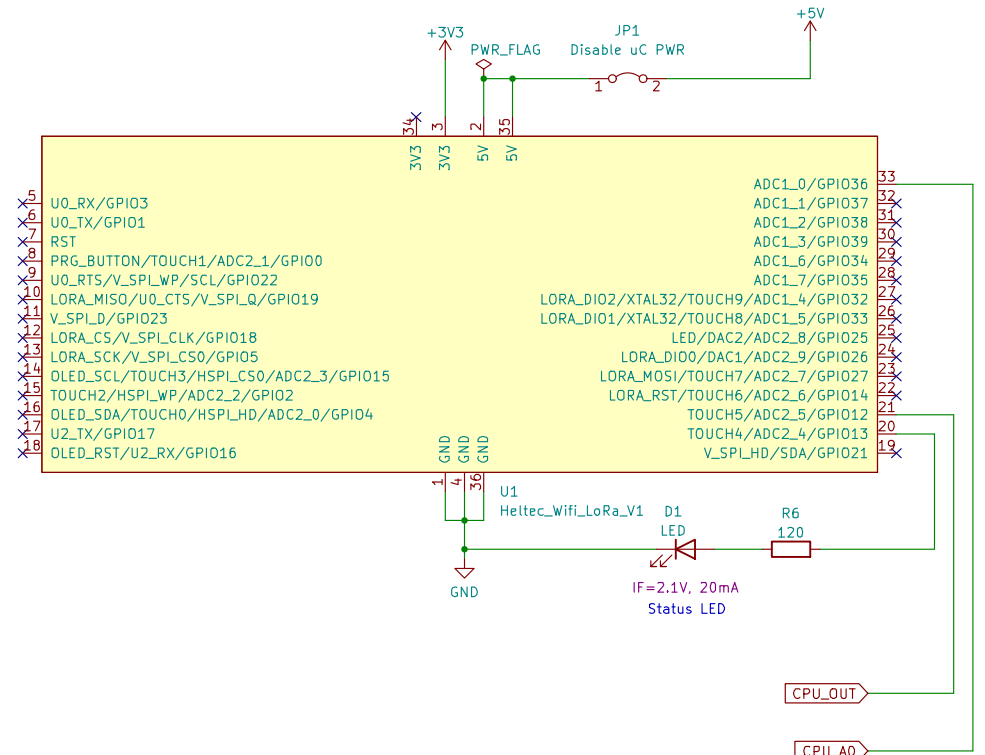 +5V
+3V3
JP1
PWR_FLAG
Disable uC PWR
1
2
34
3
2
35
3V3
3V3
5V
5V
ADC1_0/GPIO36
33
5
U0_RX/GPIO3
ADC1_1/GPIO37
32
6
U0_TX/GPIO1
ADC1_2/GPIO38
31
7
RST
ADC1_3/GPIO39
30
8
PRG_BUTTON/TOUCH1/ADC2_1/GPIO0
ADC1_6/GPIO34
29
9
U0_RTS/V_SPI_WP/SCL/GPIO22
ADC1_7/GPIO35
28
10
LORA_MISO/U0_CTS/V_SPI_Q/GPIO19
LORA_DIO2/XTAL32/TOUCH9/ADC1_4/GPIO32
27
11
V_SPI_D/GPIO23
LORA_DIO1/XTAL32/TOUCH8/ADC1_5/GPIO33
26
12
LORA_CS/V_SPI_CLK/GPIO18
LED/DAC2/ADC2_8/GPIO25
25
13
LORA_SCK/V_SPI_CS0/GPIO5
LORA_DIO0/DAC1/ADC2_9/GPIO26
24
14
OLED_SCL/TOUCH3/HSPI_CS0/ADC2_3/GPIO15
LORA_MOSI/TOUCH7/ADC2_7/GPIO27
23
15
TOUCH2/HSPI_WP/ADC2_2/GPIO2
LORA_RST/TOUCH6/ADC2_6/GPIO14
22
16
OLED_SDA/TOUCH0/HSPI_HD/ADC2_0/GPIO4
TOUCH5/ADC2_5/GPIO12
21
17
U2_TX/GPIO17
TOUCH4/ADC2_4/GPIO13
20
18
OLED_RST/U2_RX/GPIO16
V_SPI_HD/SDA/GPIO21
19
GND
GND
GND
1
4
36
U1
Heltec_Wifi_LoRa_V1
D1
LED
R6
120
GND
IF=2.1V, 20mA
Status LED
CPU_OUT
CPU_A0